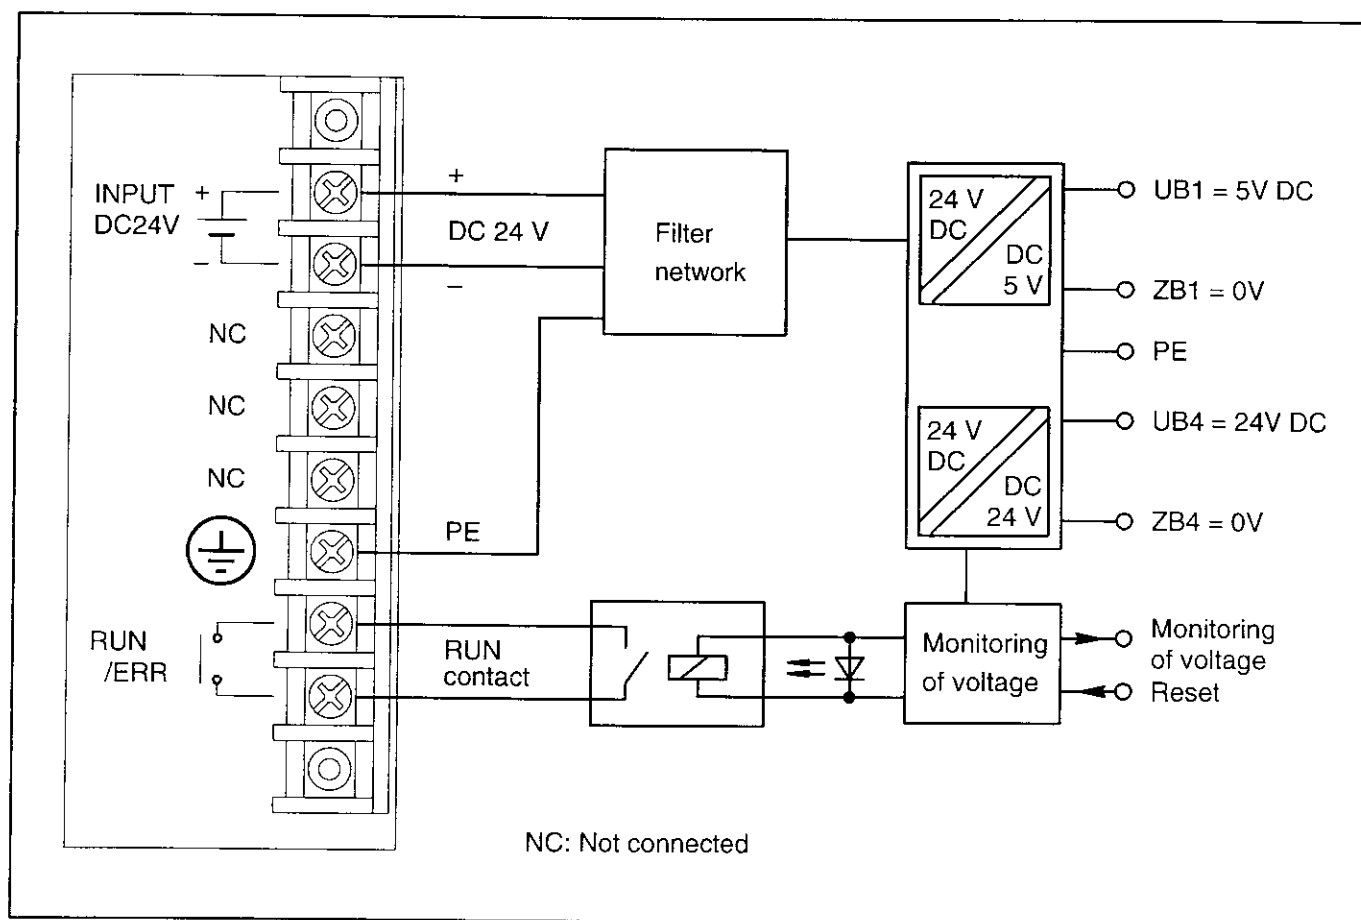 INPUT +
DC24V
–
NC
NC
NC
RUN
/ERR
+
DC 24 V
–
PE
RUN
contact
Filter
network
24 V
DC
DC
5 V
24 V
DC
DC
24 V
UB1 = 5V DC
ZB1 = 0V
PE
UB4 = 24V DC
ZB4 = 0V
Monitoring
of voltage
Monitoring
of voltage
Reset
NC: Not connected